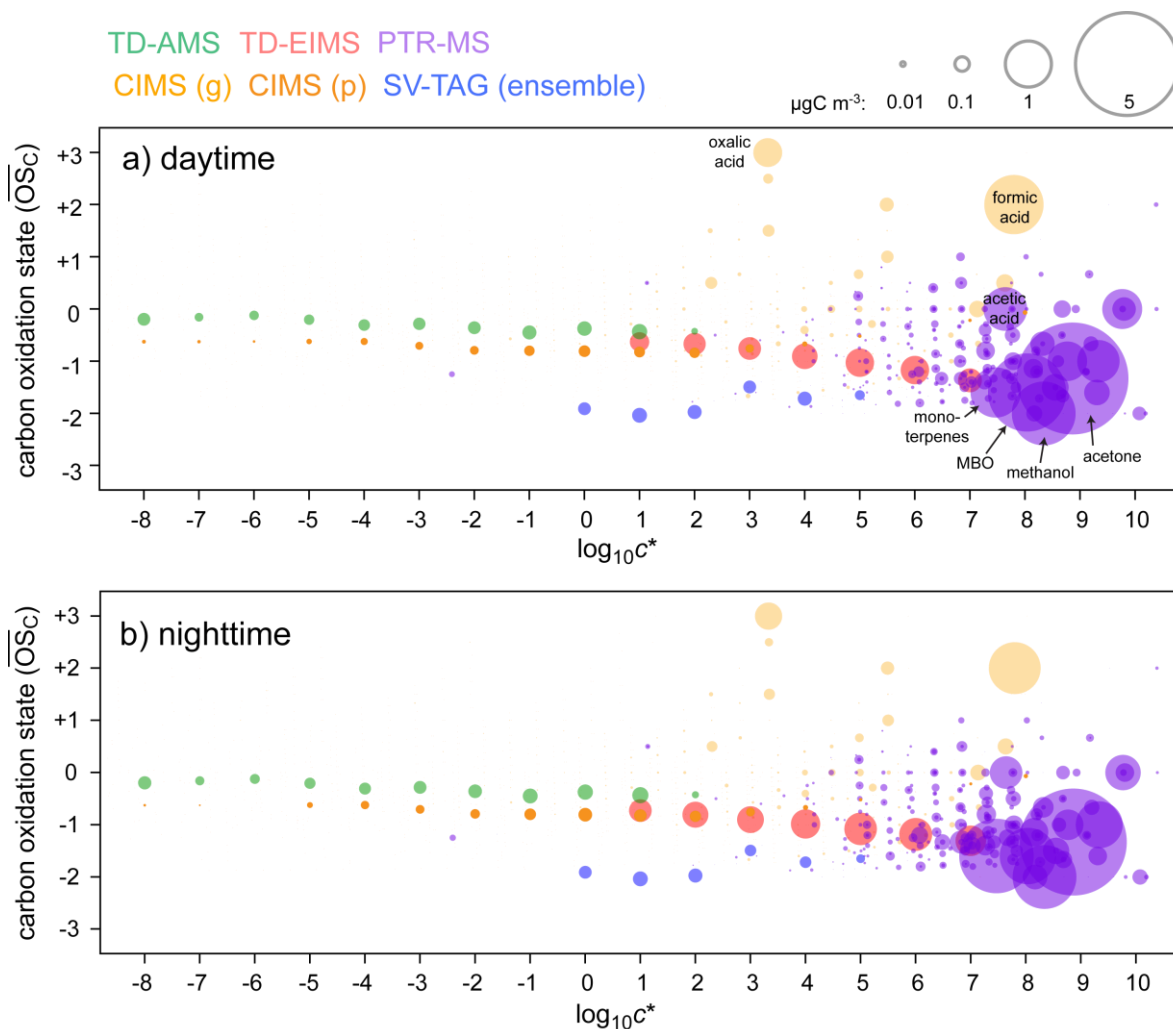 TD-AMS TD-EIMS PTR-MS
CIMS (g) CIMS (p) SV-TAG (ensemble)
µgC m-3: 0.01 0.1 1 5
a) daytime
carbon oxidation state (OSC)
+3
+2
+1
0
-1
-2
-3
oxalic
acid
formic
acid
acetic
acid
mono-
terpenes
MBO
methanol
acetone
-8 -7 -6 -5 -4 -3 -2 -1 0 1 2 3 4 5 6 7 8 9 10
log10c*
b) nighttime
carbon oxidation state (OSC)
+3
+2
+1
0
-1
-2
-3
-8 -7 -6 -5 -4 -3 -2 -1 0 1 2 3 4 5 6 7 8 9 10
log10c*